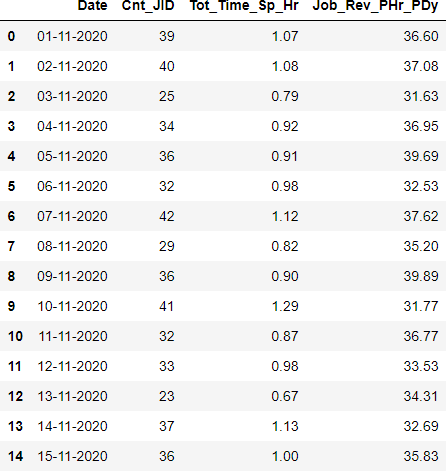 Date Cnt_JID Tot_Time_Sp_Hr Job_Rev_PHr_PDy
0 01-11-2020 39 1.07 36.60
1 02-11-2020 40 1.08 37.08
2 03-11-2020 25 0.79 31.63
3 04-11-2020 34 0.92 36.95
4 05-11-2020 36 0.91 39.69
5 06-11-2020 32 0.98 32.53
6 07-11-2020 42 1.12 37.62
7 08-11-2020 29 0.82 35.20
8 09-11-2020 36 0.90 39.89
9 10-11-2020 41 1.29 31.77
10 11-11-2020 32 0.87 36.77
11 12-11-2020 33 0.98 33.53
12 13-11-2020 23 0.67 34.31
13 14-11-2020 37 1.13 32.69
14 15-11-2020 36 1.00 35.83